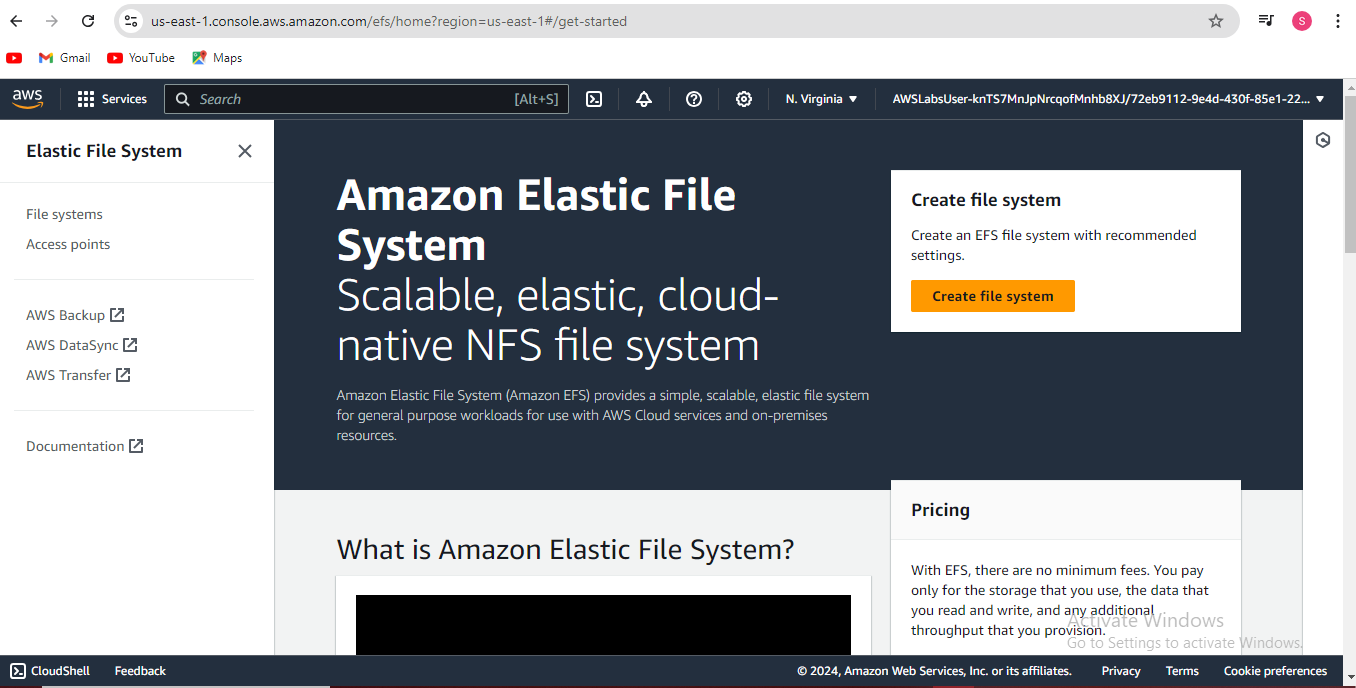 us-east-1.console.aws.amazon.com/efs/home?region=us-east-1#/get-started
S
Gmail
YouTube
Maps
aws
Services
Search
[Alt+S]
N. Virginia
AWSLabsUser-knTS7MnJpNrcqofMnhb8XJ/72eb9112-9e4d-430f-85e1-22...
Elastic File System
File systems
Access points
AWS Backup
AWS DataSync
AWS Transfer
Documentation
Amazon Elastic File
System
Scalable, elastic, cloud-
native NFS file system
Amazon Elastic File System (Amazon EFS) provides a simple, scalable, elastic file system
for general purpose workloads for use with AWS Cloud services and on-premises
resources.
Create file system
Create an EFS file system with recommended
settings.
Create file system
What is Amazon Elastic File System?
Pricing
With EFS, there are no minimum fees. You pay
only for the storage that you use, the data that
you read and write, and any additional
throughput that you provision.
Activate Windows
Go to Settings to activate Windows.
CloudShell
Feedback
© 2024, Amazon Web Services, Inc. or its affiliates.
Privacy
Terms
Cookie preferences